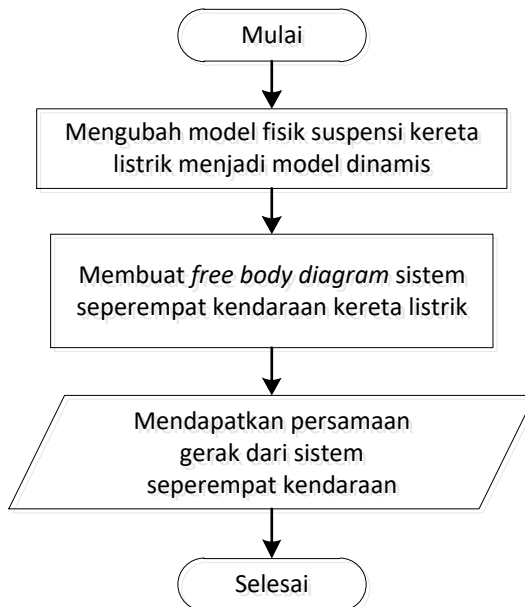 Mulai
Mengubah model fisik suspensi kereta
listrik menjadi model dinamis
Membuat free body diagram sistem
seperempat kendaraan kereta listrik
Mendapatkan persamaan
gerak dari sistem
seperempat kendaraan
Selesai